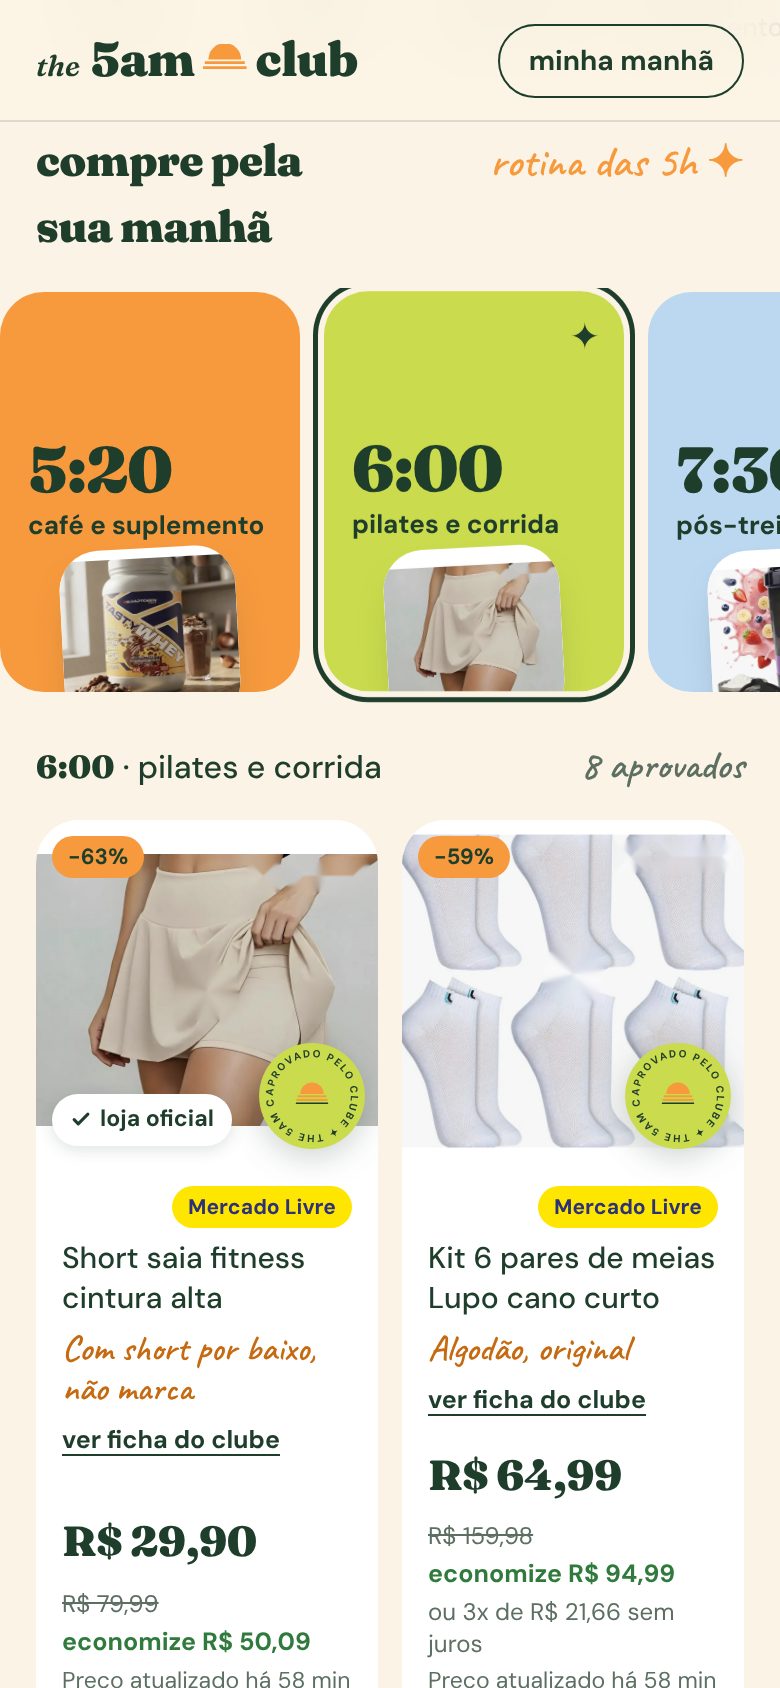 the 5am club
minha manhã
compre pela
sua manhã
rotina das 5h
5:20
café e suplemento
6:00
pilates e corrida
7:30
pós-trei
TASTY WHEY
6:00 · pilates e corrida
8 aprovados
-63%
loja oficial
APROVADO PELO CLUBE ✦ THE 5AM C
Mercado Livre
Short saia fitness
cintura alta
Com short por baixo,
não marca
ver ficha do clube
R$ 29,90
R$ 79,99
economize R$ 50,09
Preço atualizado há 58 min
-59%
APROVADO PELO CLUBE ✦ THE 5AM C
Mercado Livre
Kit 6 pares de meias
Lupo cano curto
Algodão, original
ver ficha do clube
R$ 64,99
R$ 159,98
economize R$ 94,99
ou 3x de R$ 21,66 sem
juros
Preço atualizado há 58 min